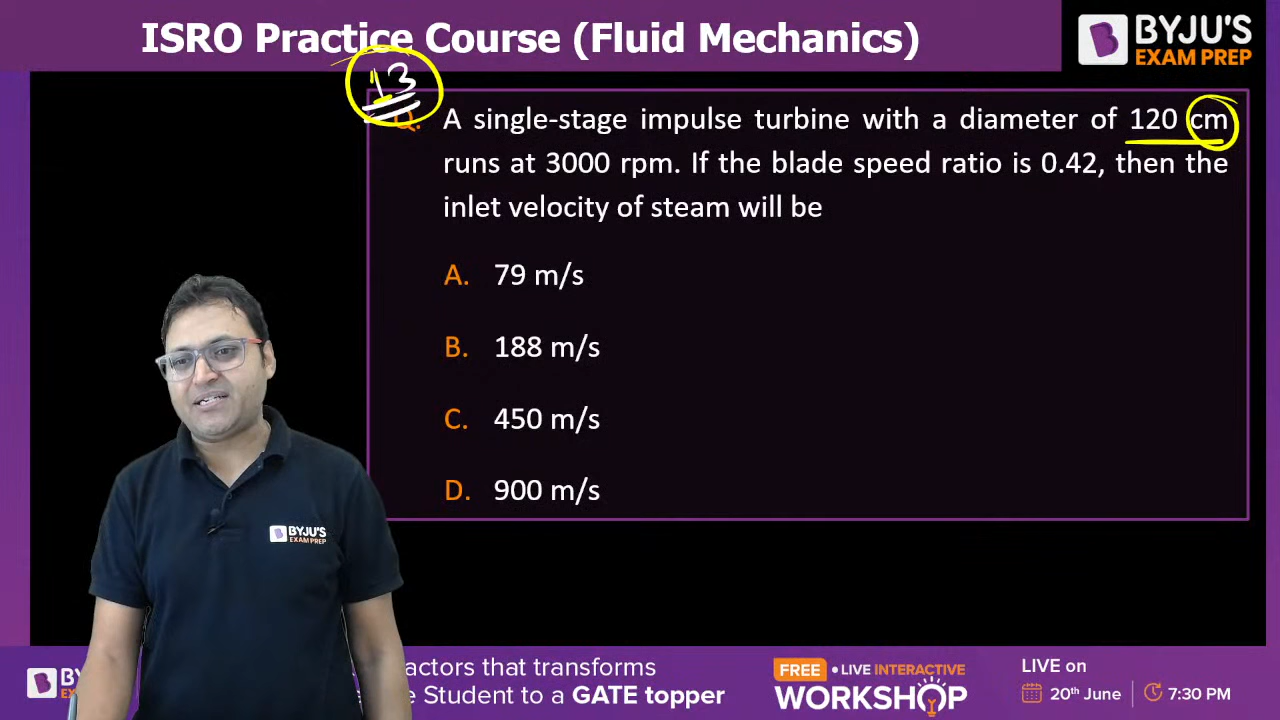 ISRO Practice Course (Fluid Mechanics)
BYJU'S
EXAM PREP
13
Q. A single-stage impulse turbine with a diameter of 120 cm
runs at 3000 rpm. If the blade speed ratio is 0.42, then the
inlet velocity of steam will be
A. 79 m/s
B. 188 m/s
C. 450 m/s
D. 900 m/s
BYJU'S
EXAM PREP
actors that transforms
Student to a GATE topper
FREE • LIVE INTERACTIVE
WORKSHOP
LIVE on
20th June | 7:30 PM